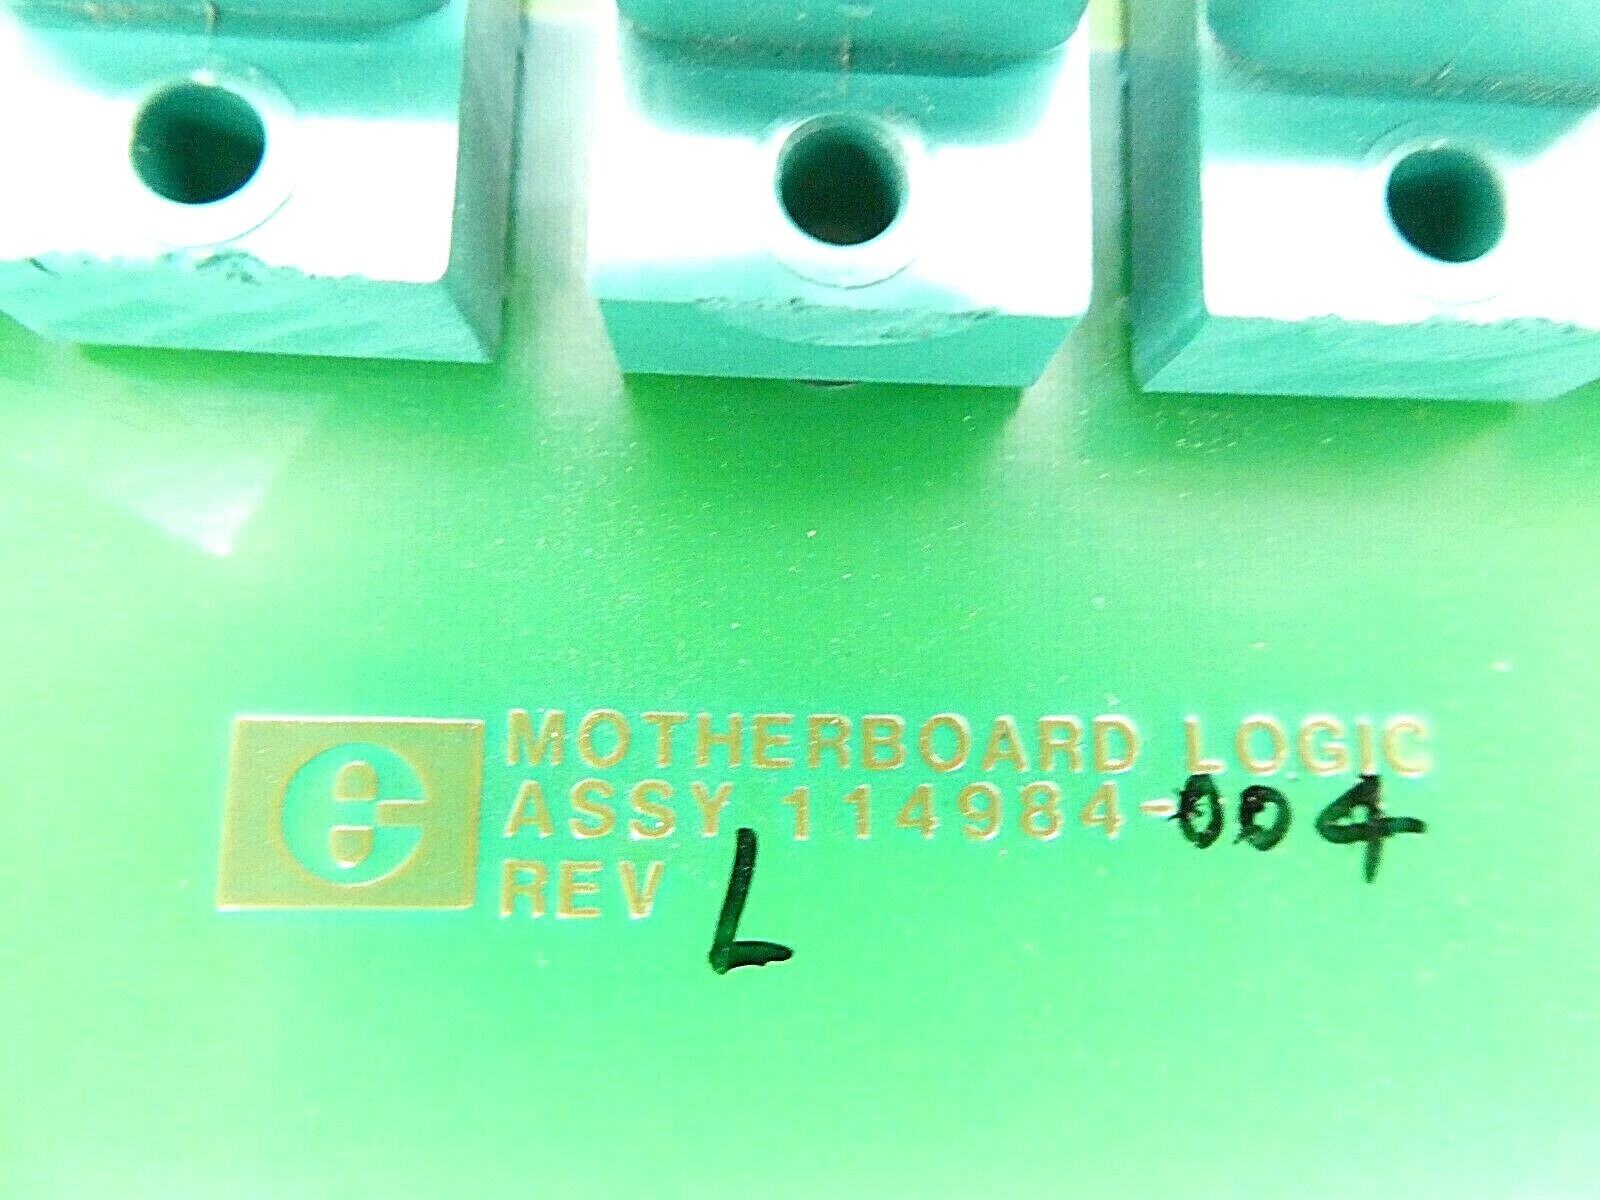 e MOTHERBOARD LOGIC
ASSY 114984-004
REV L